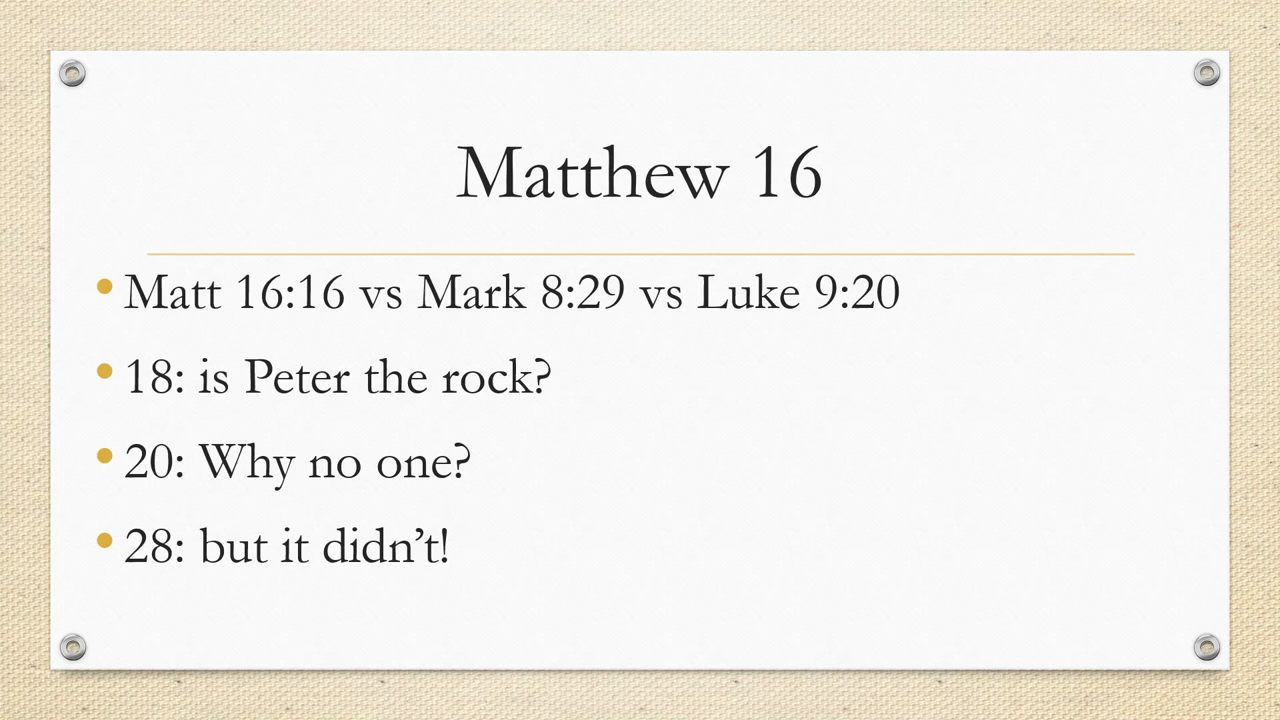 Matthew 16
• Matt 16:16 vs Mark 8:29 vs Luke 9:20
• 18: is Peter the rock?
• 20: Why no one?
• 28: but it didn’t!